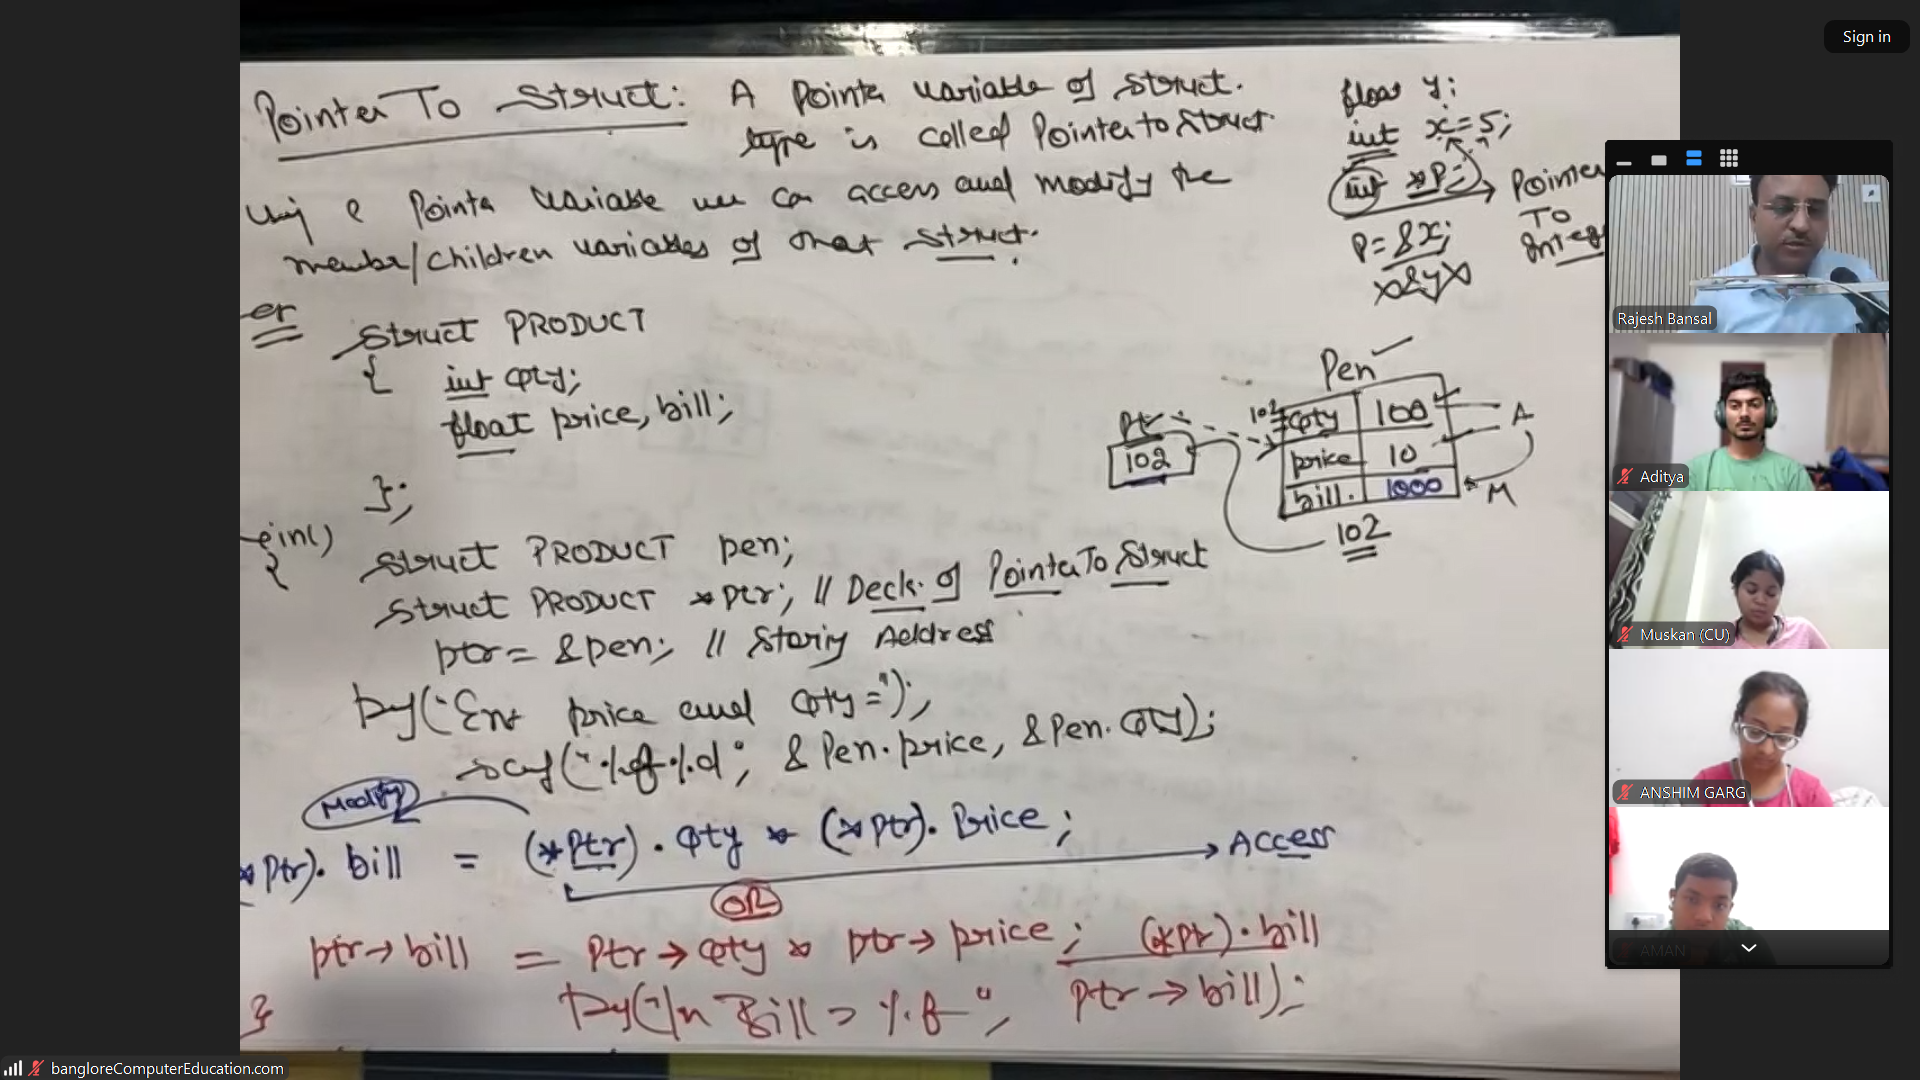 Pointer To Struct: A Pointer variable of struct.
type is called Pointer to struct.
Using a Pointer variable we can access and modify the
member/children variables of that struct.
float y;
int x=5;
int *P;
Pointer
To
P=&x;
x&yx
ex
struct PRODUCT
{ int qty;
float price, bill;
};
Pen
Ptr
102
102
qty 100
price 10
bill. 1000
A
M
102
ain()
{ struct PRODUCT pen;
struct PRODUCT *ptr; // Decl. of Pointer To Struct
ptr = &pen; // Storing Address
Pf("Ent price and qty =");
scanf("%f%d", &Pen.price, &Pen.qty);
Modify
*Ptr).bill = (*Ptr).qty * (*Ptr).Price;
Access
OR
ptr→bill = Ptr→qty * ptr→price; (*ptr).bill
Pf("\n Bill = %f", ptr→bill);
}
Sign in
Rajesh Bansal
Aditya
Muskan (CU)
ANSHIM GARG
AMAN
bangloreComputerEducation.com